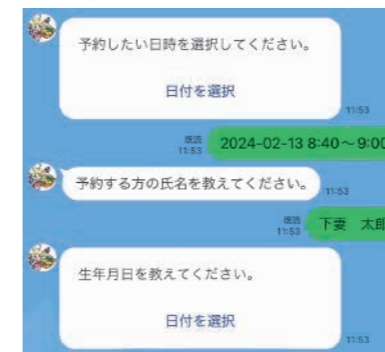 予約したい日時を選択してください。
日付を選択
11:53
既読
11:53
2024-02-13 8:40～9:00
予約する方の氏名を教えてください。
11:53
既読
11:53
下妻　太郎
生年月日を教えてください。
日付を選択
11:53